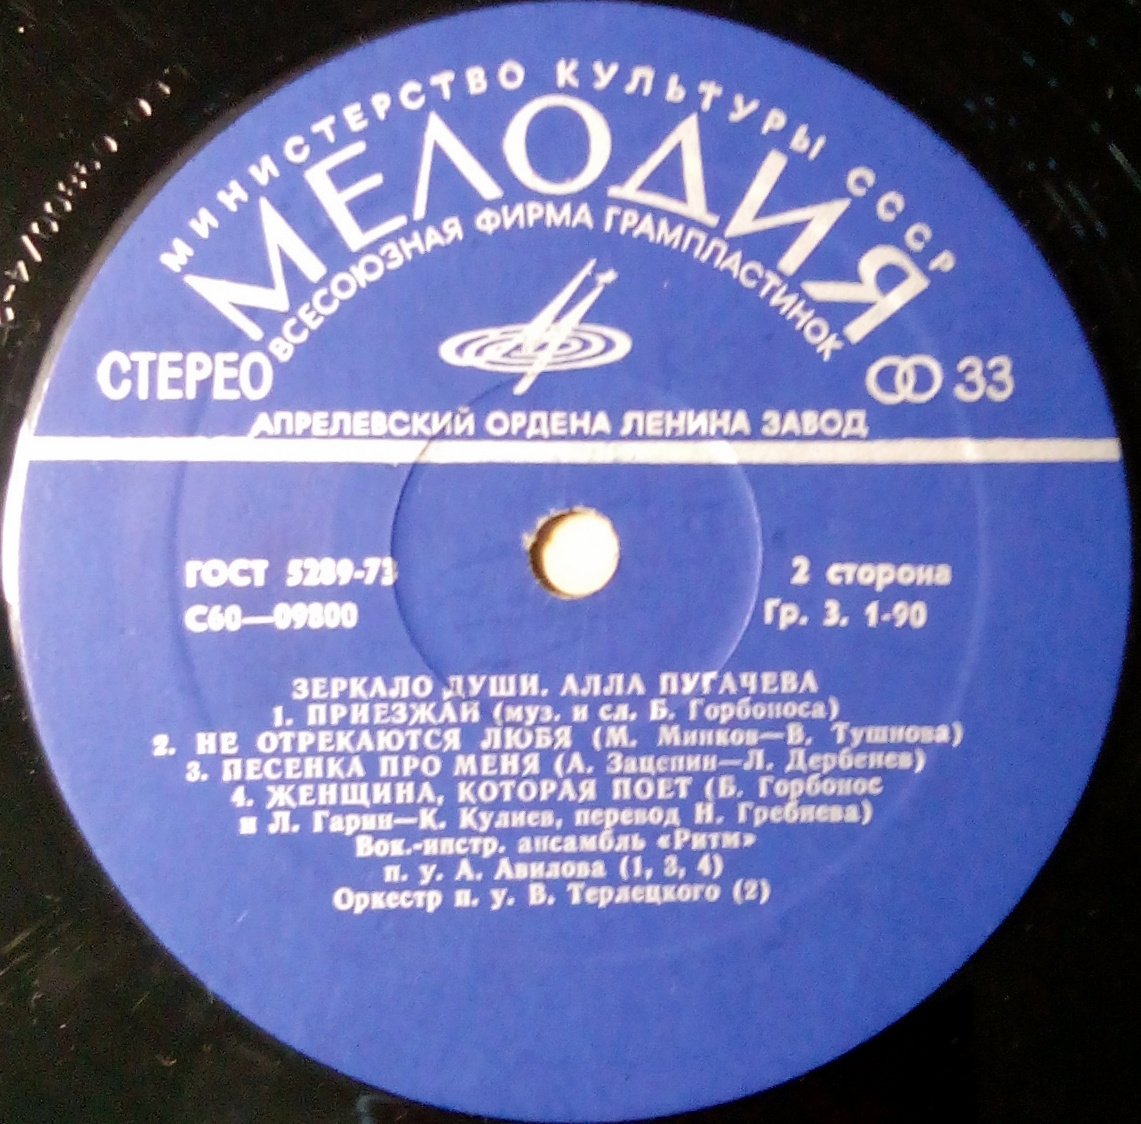 МИНИСТЕРСТВО КУЛЬТУРЫ СССР
МЕЛОДИЯ
ВСЕСОЮЗНАЯ ФИРМА ГРАМПЛАСТИНОК
СТЕРЕО
33
АПРЕЛЕВСКИЙ ОРДЕНА ЛЕНИНА ЗАВОД
ГОСТ 5289-73
2 сторона
С60—09800
Гр. 3. 1-90
ЗЕРКАЛО ДУШИ. АЛЛА ПУГАЧЕВА
1. ПРИЕЗЖАЙ (муз. и сл. Б. Горбоноса)
2. НЕ ОТРЕКАЮТСЯ ЛЮБЯ (М. Минков—В. Тушнова)
3. ПЕСЕНКА ПРО МЕНЯ (А. Зацепин—Л. Дербенев)
4. ЖЕНЩИНА, КОТОРАЯ ПОЕТ (Б. Горбонос
и Л. Гарин—К. Кулиев, перевод Н. Гребнева)
Вок.-инстр. ансамбль «Ритм»
п. у. А. Авилова (1, 3, 4)
Оркестр п. у. В. Терлецкого (2)